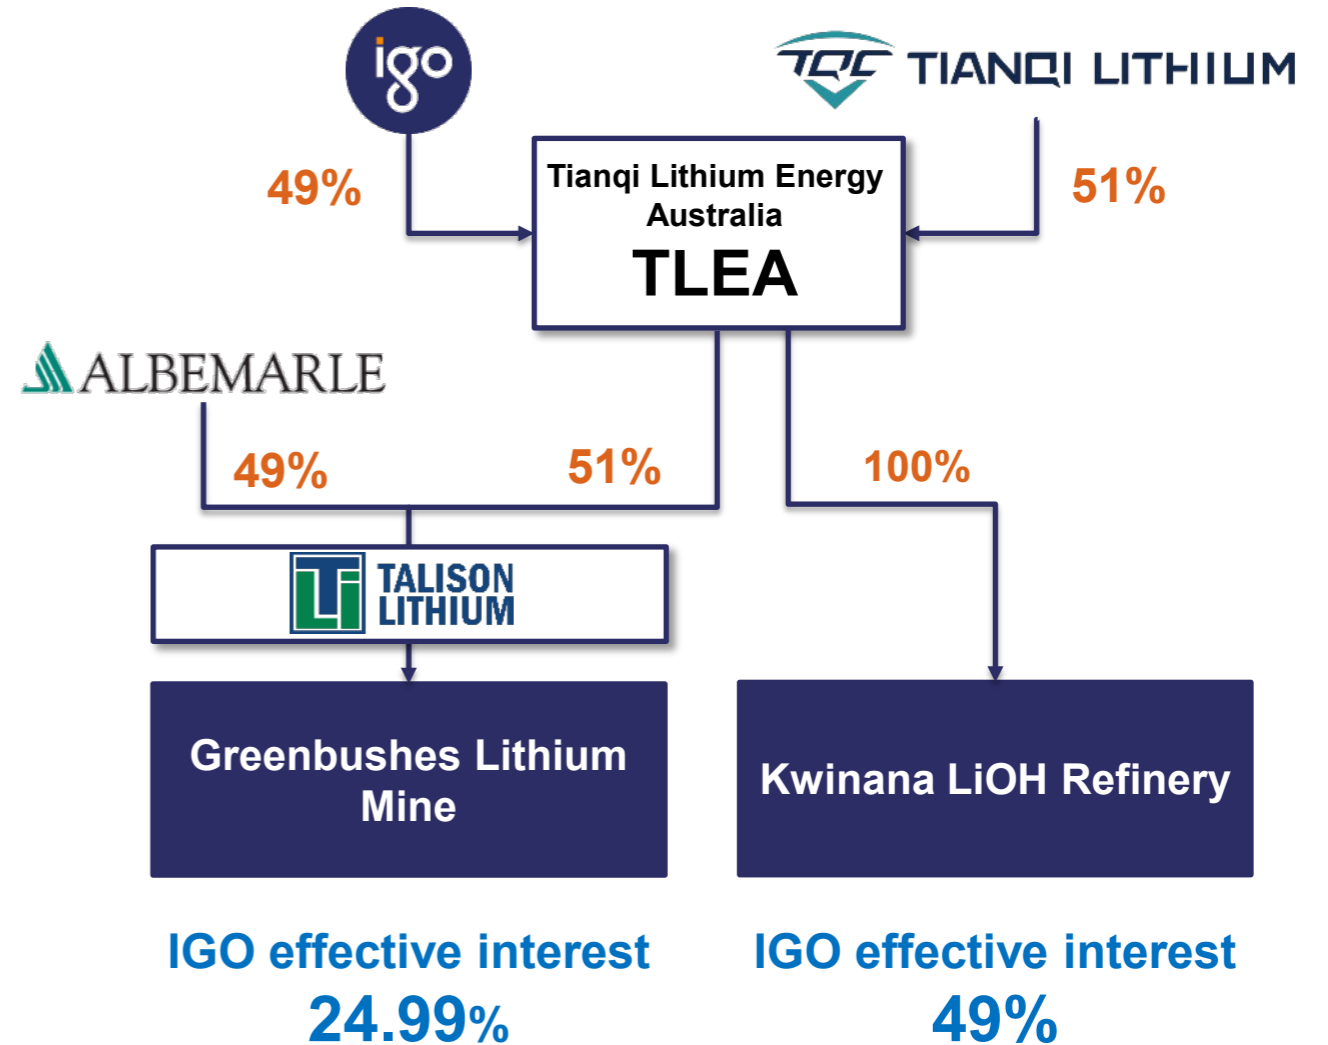 igo
TQC TIANQI LITHIUM
49%
Tianqi Lithium Energy
Australia
TLEA
51%
ALBEMARLE
49%
51%
100%
TALISON
LITHIUM
Greenbushes Lithium
Mine
Kwinana LiOH Refinery
IGO effective interest
24.99%
IGO effective interest
49%